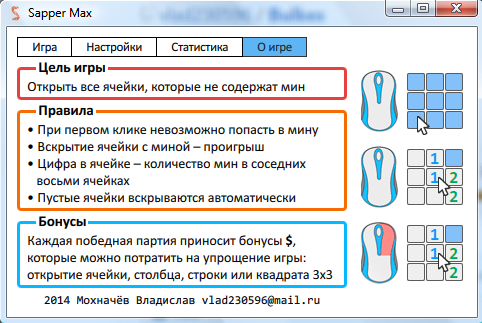 Sapper Max
Игра Настройки Статистика О игре
Цель игры
Открыть все ячейки, которые не содержат мин
Правила
• При первом клике невозможно попасть в мину
• Вскрытие ячейки с миной – проигрыш
• Цифра в ячейке – количество мин в соседних
восьми ячейках
• Пустые ячейки вскрываются автоматически
1
1 2
2
Бонусы
Каждая победная партия приносит бонусы $,
которые можно потратить на упрощение игры:
открытие ячейки, столбца, строки или квадрата 3x3
1
1 2
2
2014 Мохначёв Владислав vlad230596@mail.ru